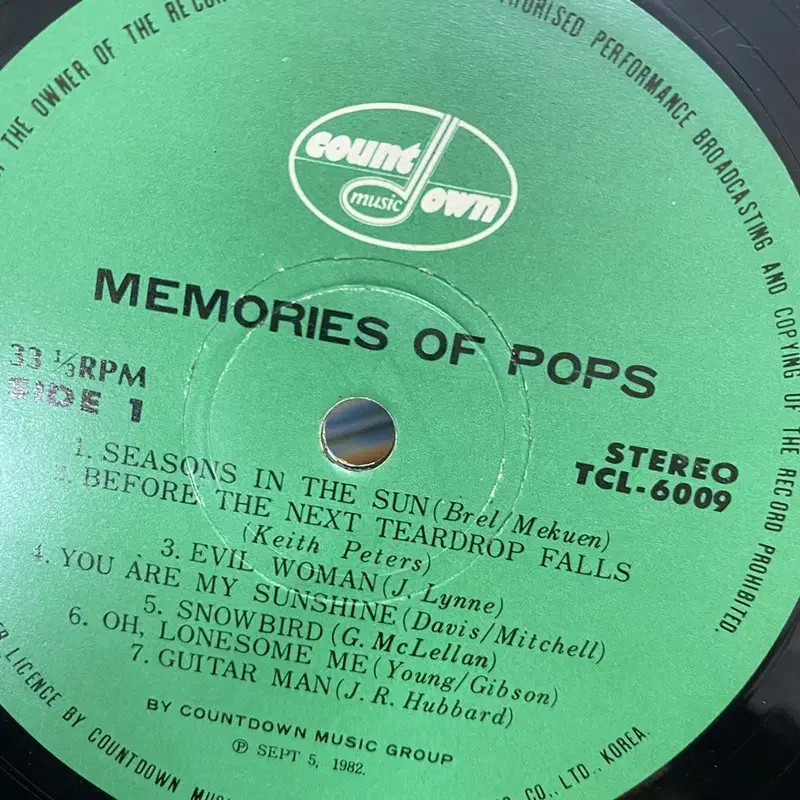 THE OWNER OF THE RECOR
AUTHORISED PERFORMANCE BROADCASTING AND COPYING OF THE RECORD PROHIBITED.
count down
music
MEMORIES OF POPS
33 ⅓RPM
SIDE 1
STEREO
TCL-6009
1. SEASONS IN THE SUN(Brel/Mekuen)
2. BEFORE THE NEXT TEARDROP FALLS
(Keith Peters)
3. EVIL WOMAN(J. Lynne)
4. YOU ARE MY SUNSHINE(Davis/Mitchell)
5. SNOWBIRD(G. McLellan)
6. OH, LONESOME ME(Young/Gibson)
7. GUITAR MAN(J. R. Hubbard)
BY COUNTDOWN MUSIC GROUP
Ⓟ SEPT 5, 1982.
ER LICENCE BY COUNTDOWN MUS
CO., LTD., KOREA.